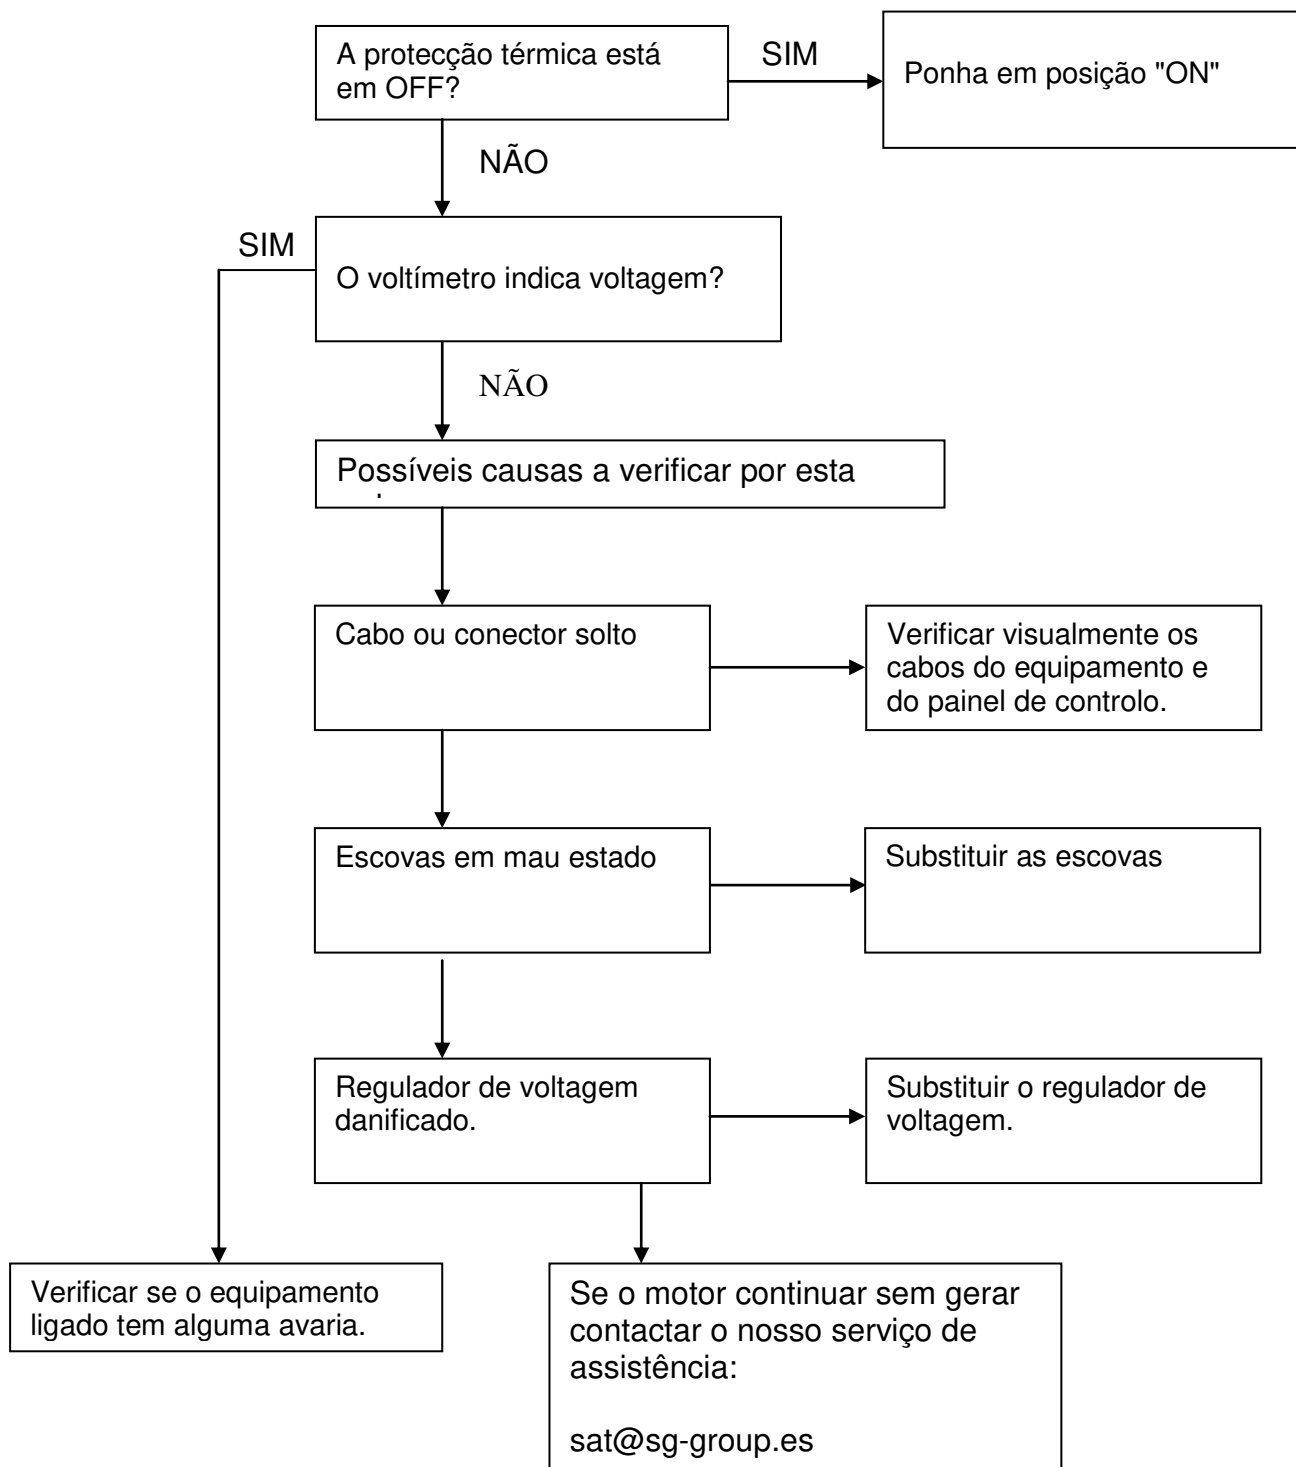 A protecção térmica está
em OFF?
SIM
Ponha em posição "ON"
NÃO
SIM
O voltímetro indica voltagem?
NÃO
Possíveis causas a verificar por esta
Cabo ou conector solto
Verificar visualmente os
cabos do equipamento e
do painel de controlo.
Escovas em mau estado
Substituir as escovas
Regulador de voltagem
danificado.
Substituir o regulador de
voltagem.
Verificar se o equipamento
ligado tem alguma avaria.
Se o motor continuar sem gerar
contactar o nosso serviço de
assistência:
sat@sg-group.es